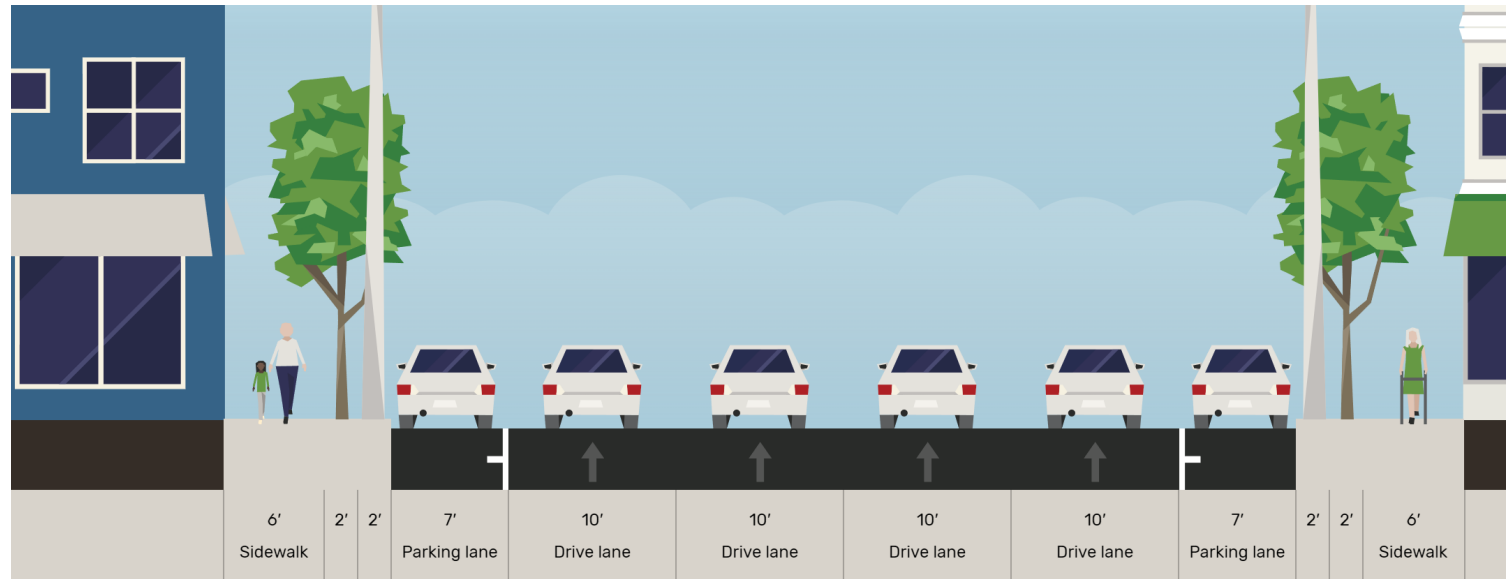 6′ 2′ 2′ 7′ 10′ 10′ 10′ 10′ 7′ 2′ 2′ 6′
Sidewalk Parking lane Drive lane Drive lane Drive lane Drive lane Parking lane Sidewalk